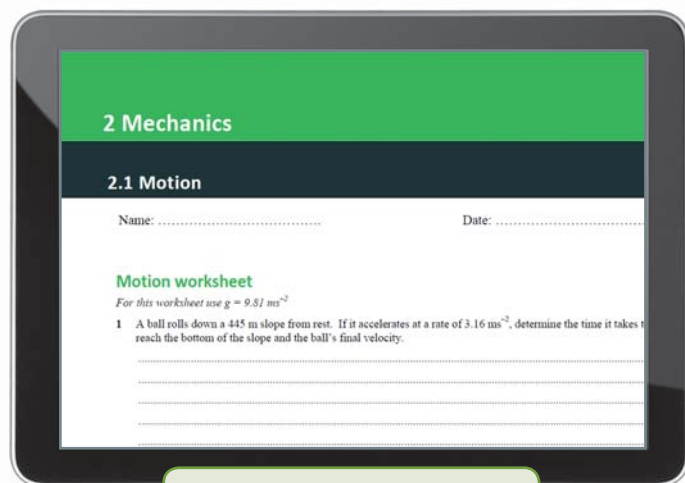 2 Mechanics
2.1 Motion
Name: ....................................... Date: .......................................
Motion worksheet
For this worksheet use g = 9.81 ms⁻²
1 A ball rolls down a 445 m slope from rest. If it accelerates at a rate of 3.16 ms⁻², determine the time it takes t
reach the bottom of the slope and the ball's final velocity.